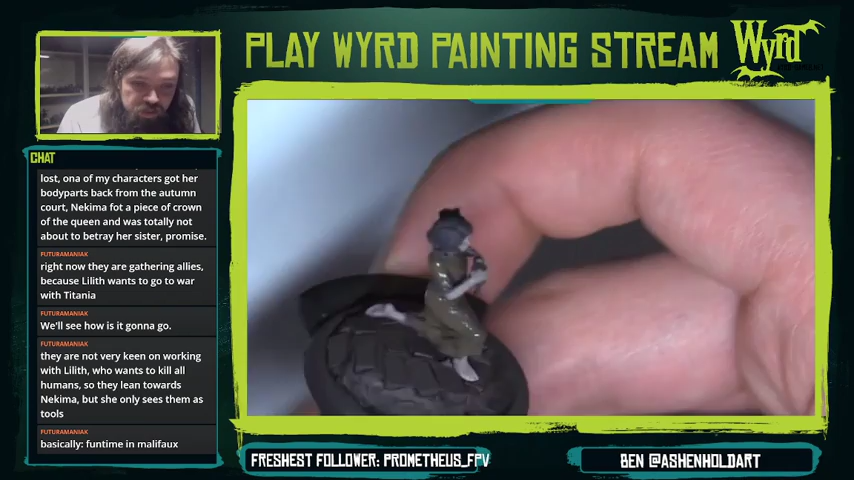 PLAY WYRD PAINTING STREAM
Wyrd
CHAT
lost, ona of my characters got her
bodyparts back from the autumn
court, Nekima fot a piece of crown
of the queen and was totally not
about to betray her sister, promise.
FUTURAMANIAK
right now they are gathering allies,
because Lilith wants to go to war
with Titania
FUTURAMANIAK
We'll see how is it gonna go.
FUTURAMANIAK
they are not very keen on working
with Lilith, who wants to kill all
humans, so they lean towards
Nekima, but she only sees them as
tools
FUTURAMANIAK
basically: funtime in malifaux
FRESHEST FOLLOWER: PROMETHEUS_FPV
BEN @ASHENHOLDART